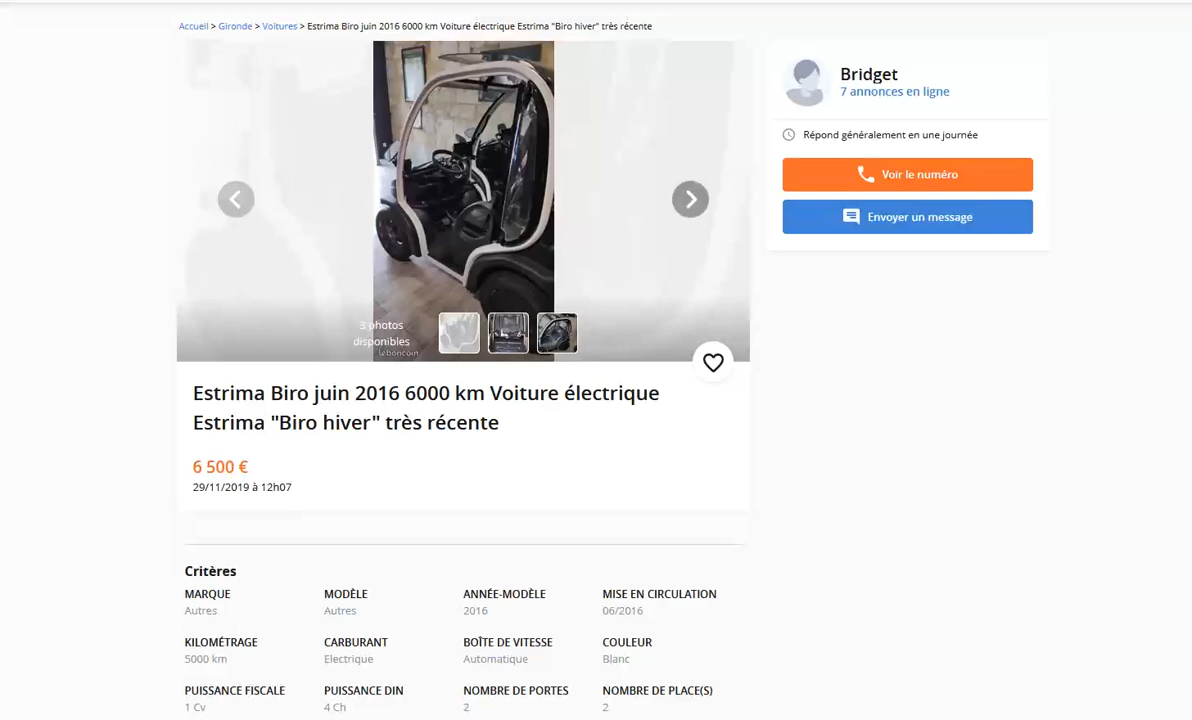 Accueil > Gironde > Voitures > Estrima Biro juin 2016 6000 km Voiture électrique Estrima "Biro hiver" très récente
Bridget
7 annonces en ligne
Répond généralement en une journée
Voir le numéro
Envoyer un message
3 photos
disponibles
leboncoin
Estrima Biro juin 2016 6000 km Voiture électrique
Estrima "Biro hiver" très récente
6 500 €
29/11/2019 à 12h07
Critères
MARQUE MODÈLE ANNÉE-MODÈLE MISE EN CIRCULATION
Autres Autres 2016 06/2016
KILOMÉTRAGE CARBURANT BOÎTE DE VITESSE COULEUR
5000 km Electrique Automatique Blanc
PUISSANCE FISCALE PUISSANCE DIN NOMBRE DE PORTES NOMBRE DE PLACE(S)
1 Cv 4 Ch 2 2